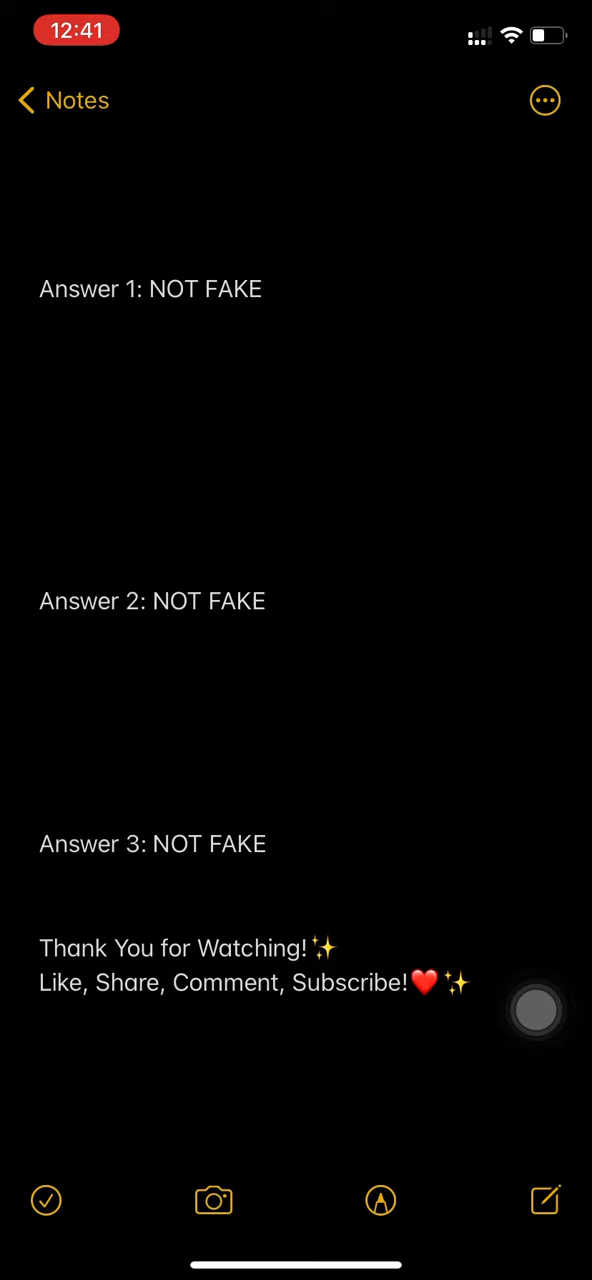 12:41
Notes
Answer 1: NOT FAKE
Answer 2: NOT FAKE
Answer 3: NOT FAKE
Thank You for Watching!✨
Like, Share, Comment, Subscribe!❤️✨